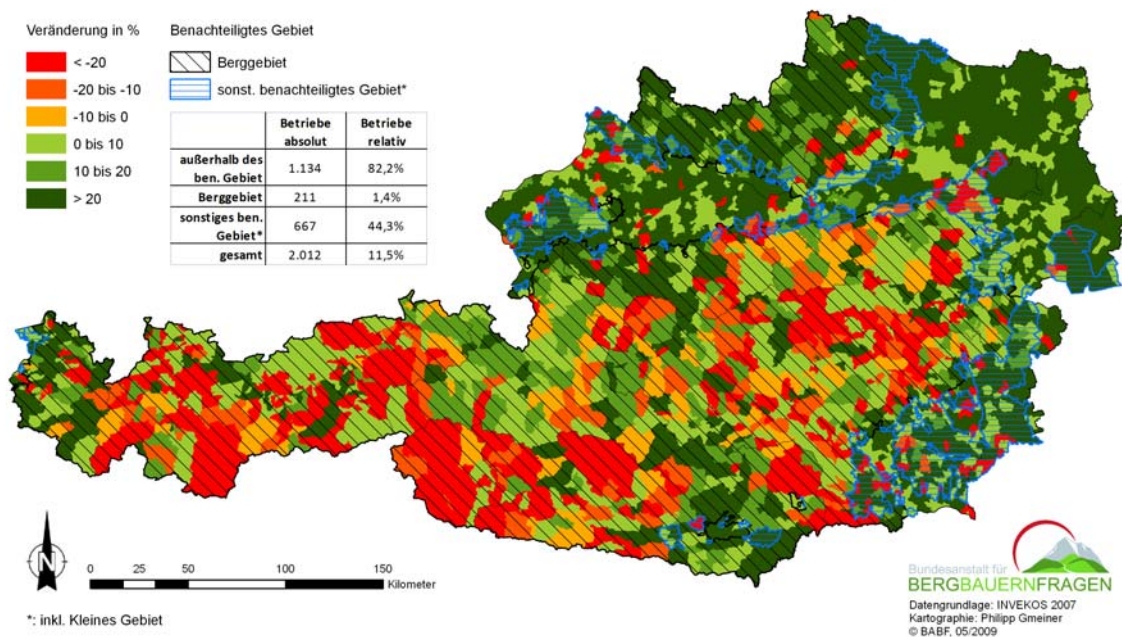 Veränderung in %
< -20
-20 bis -10
-10 bis 0
0 bis 10
10 bis 20
> 20
Benachteiligtes Gebiet
Berggebiet
sonst. benachteiligtes Gebiet*
Betriebe absolut
Betriebe relativ
außerhalb des
ben. Gebiet
1.134
82,2%
Berggebiet
211
1,4%
sonstiges ben.
Gebiet*
667
44,3%
gesamt
2.012
11,5%
N
0 25 50 100 150
Kilometer
*: inkl. Kleines Gebiet
Bundesanstalt für
BERGBAUERNFRAGEN
Datengrundlage: INVEKOS 2007
Kartographie: Philipp Gmeiner
© BABF, 05/2009